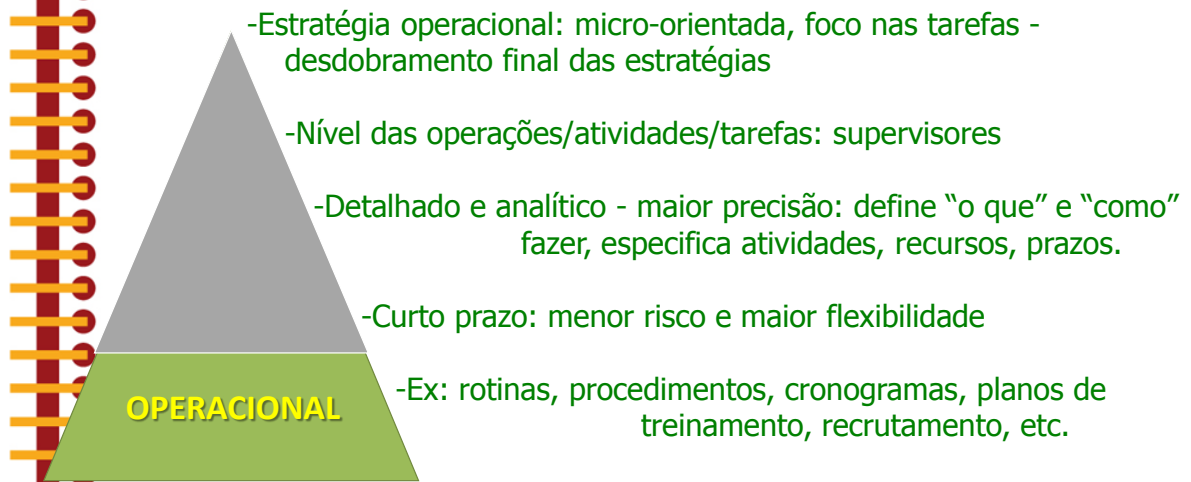 -Estratégia operacional: micro-orientada, foco nas tarefas -
desdobramento final das estratégias
-Nível das operações/atividades/tarefas: supervisores
-Detalhado e analítico - maior precisão: define “o que” e “como”
fazer, especifica atividades, recursos, prazos.
-Curto prazo: menor risco e maior flexibilidade
-Ex: rotinas, procedimentos, cronogramas, planos de
treinamento, recrutamento, etc.
OPERACIONAL